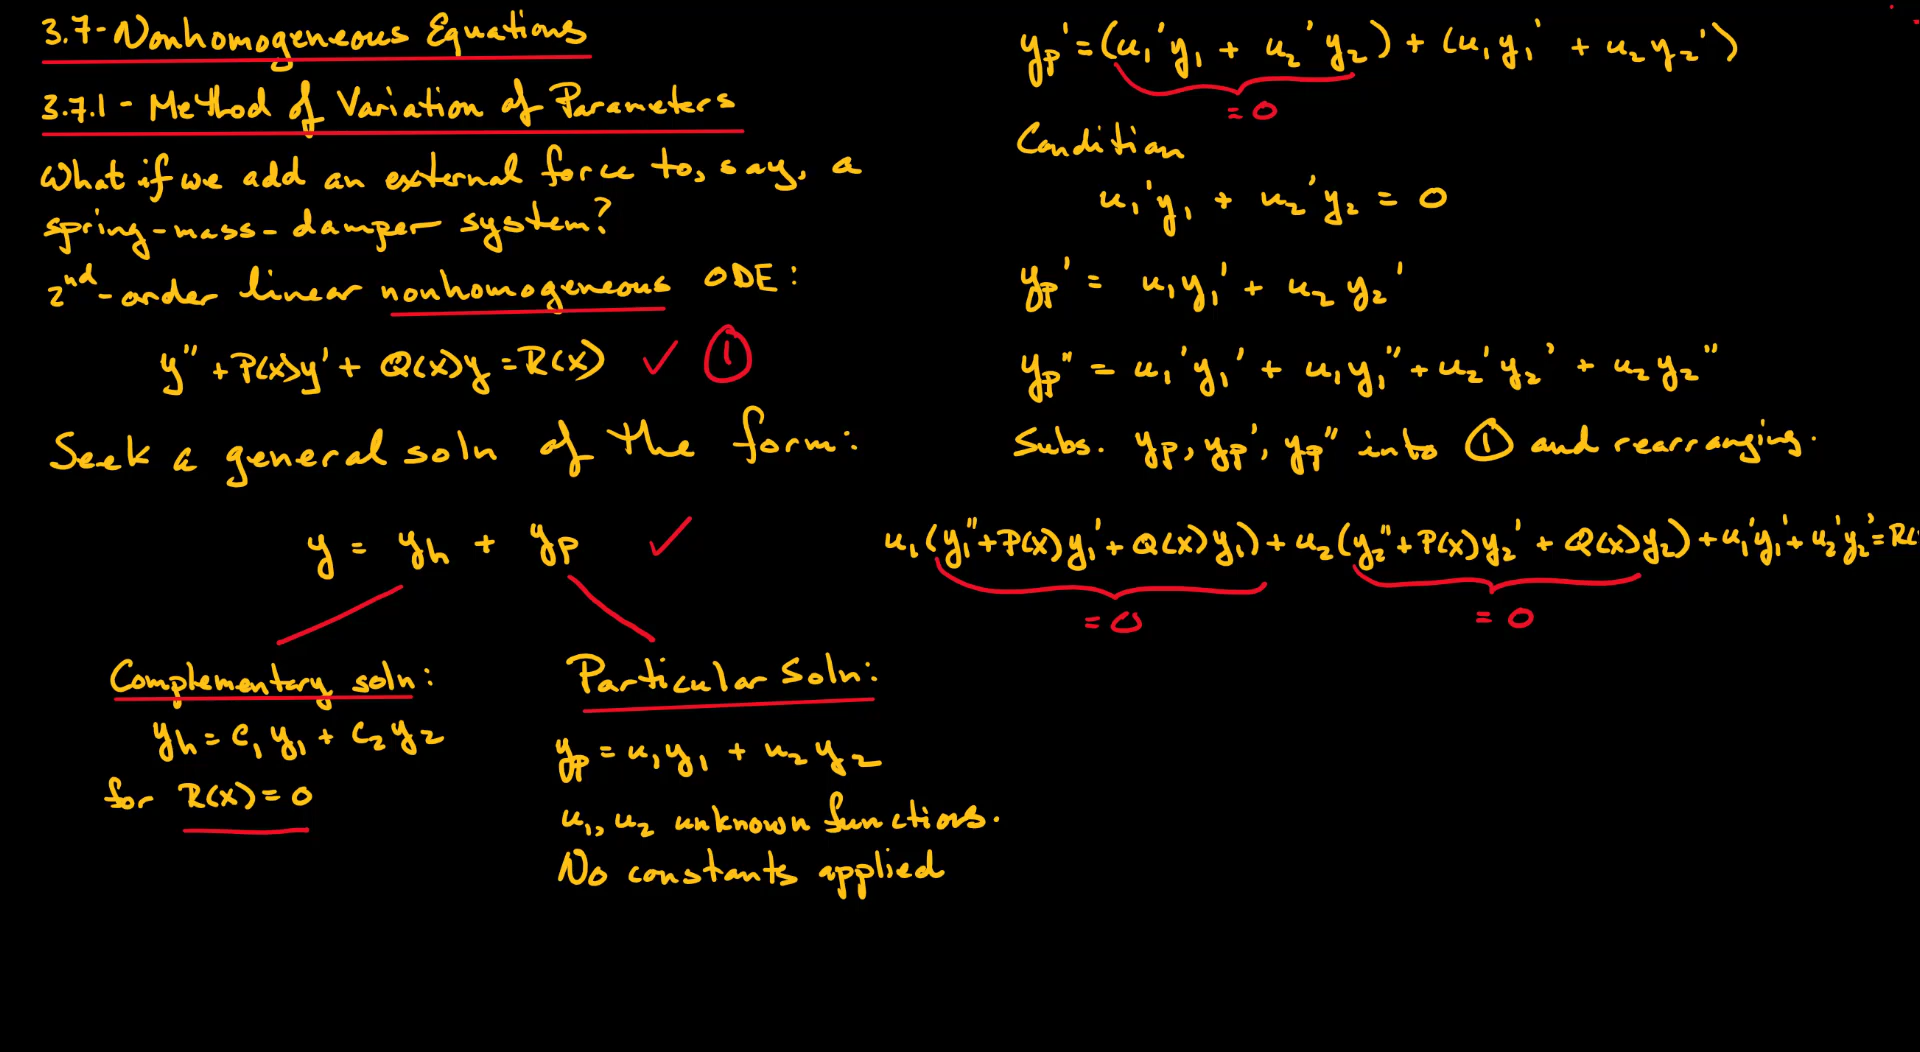 3.7- Nonhomogeneous Equations
3.7.1 - Method of Variation of Parameters
What if we add an external force to, say, a
spring-mass-damper system?
2nd-order linear nonhomogeneous ODE:
y'' + P(x)y' + Q(x)y = R(x) ✓ ①
Seek a general soln of the form:
y = yh + yp ✓
Complementary soln:
yh = c₁y₁ + c₂y₂
for R(x) = 0
Particular Soln:
yp = u₁y₁ + u₂y₂
u₁, u₂ unknown functions.
No constants applied
yp' = (u₁'y₁ + u₂'y₂) + (u₁y₁' + u₂y₂')
= 0
Condition
u₁'y₁ + u₂'y₂ = 0
yp' = u₁y₁' + u₂y₂'
yp'' = u₁'y₁' + u₁y₁'' + u₂'y₂' + u₂y₂''
Subs. yp, yp', yp'' into ① and rearranging.
u₁(y₁'' + P(x)y₁' + Q(x)y₁) + u₂(y₂'' + P(x)y₂' + Q(x)y₂) + u₁'y₁' + u₂'y₂' = R(
= 0 = 0